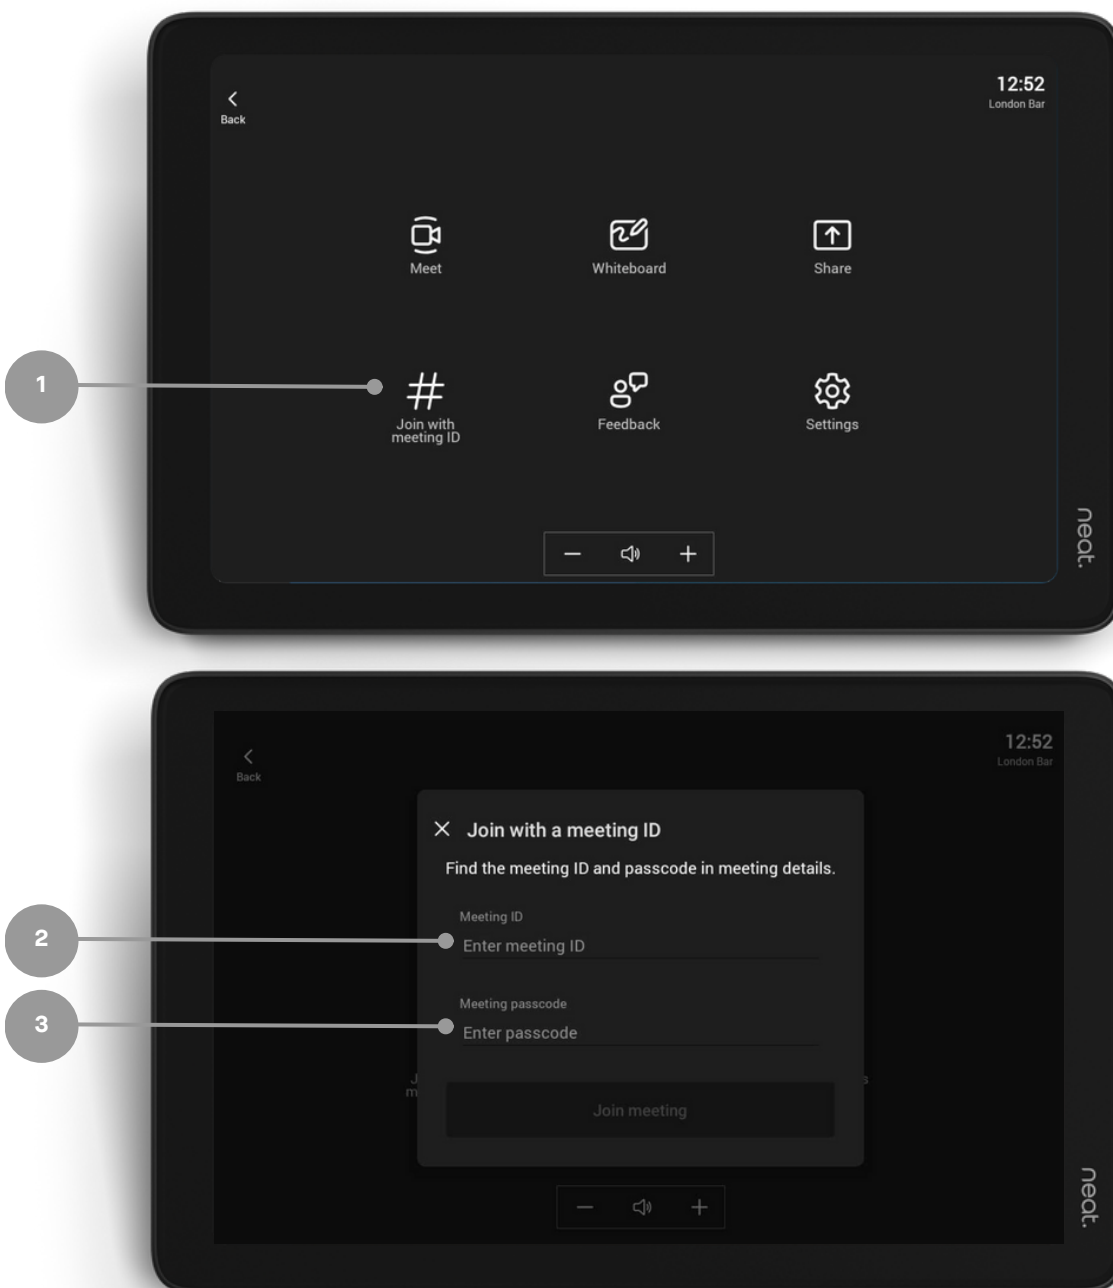 12:52
London Bar
Back
Meet
Whiteboard
Share
1
Join with
meeting ID
Feedback
Settings
neat.
12:52
London Bar
Back
Join with a meeting ID
Find the meeting ID and passcode in meeting details.
Meeting ID
2
Enter meeting ID
Meeting passcode
3
Enter passcode
Join meeting
neat.